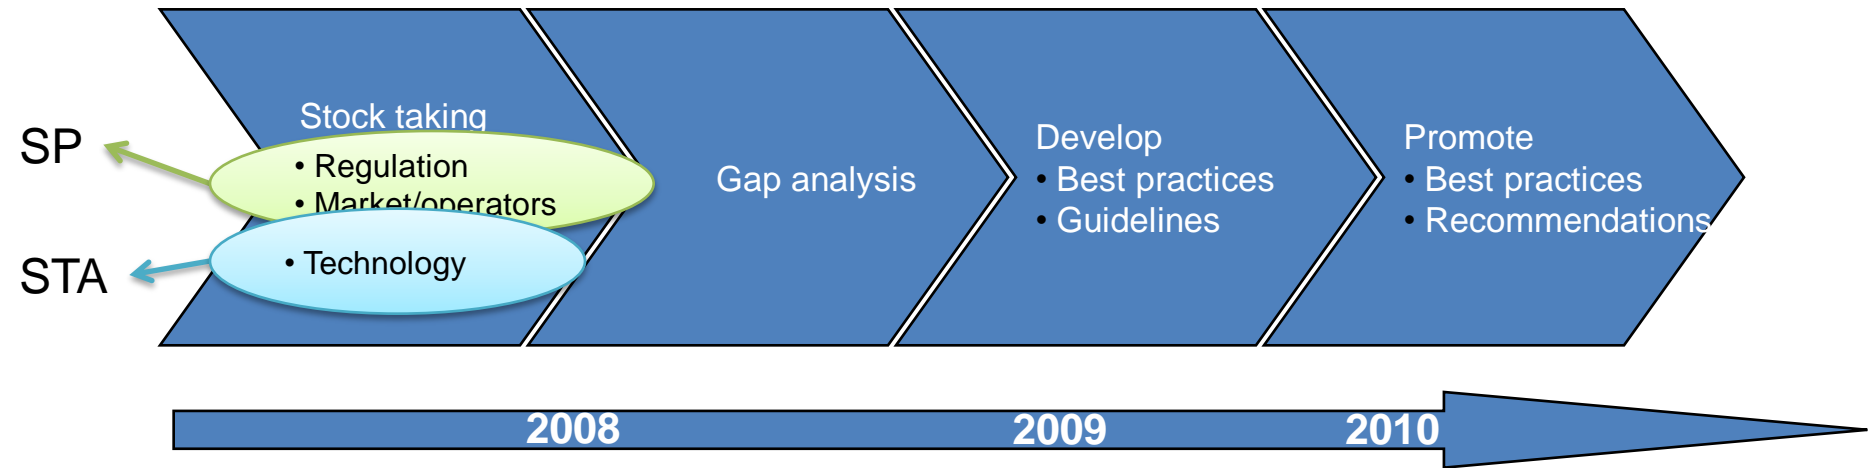 SP
STA
Stock taking
• Regulation
• Market/operators
• Technology
Gap analysis
Develop
• Best practices
• Guidelines
Promote
• Best practices
• Recommendations
2008
2009
2010